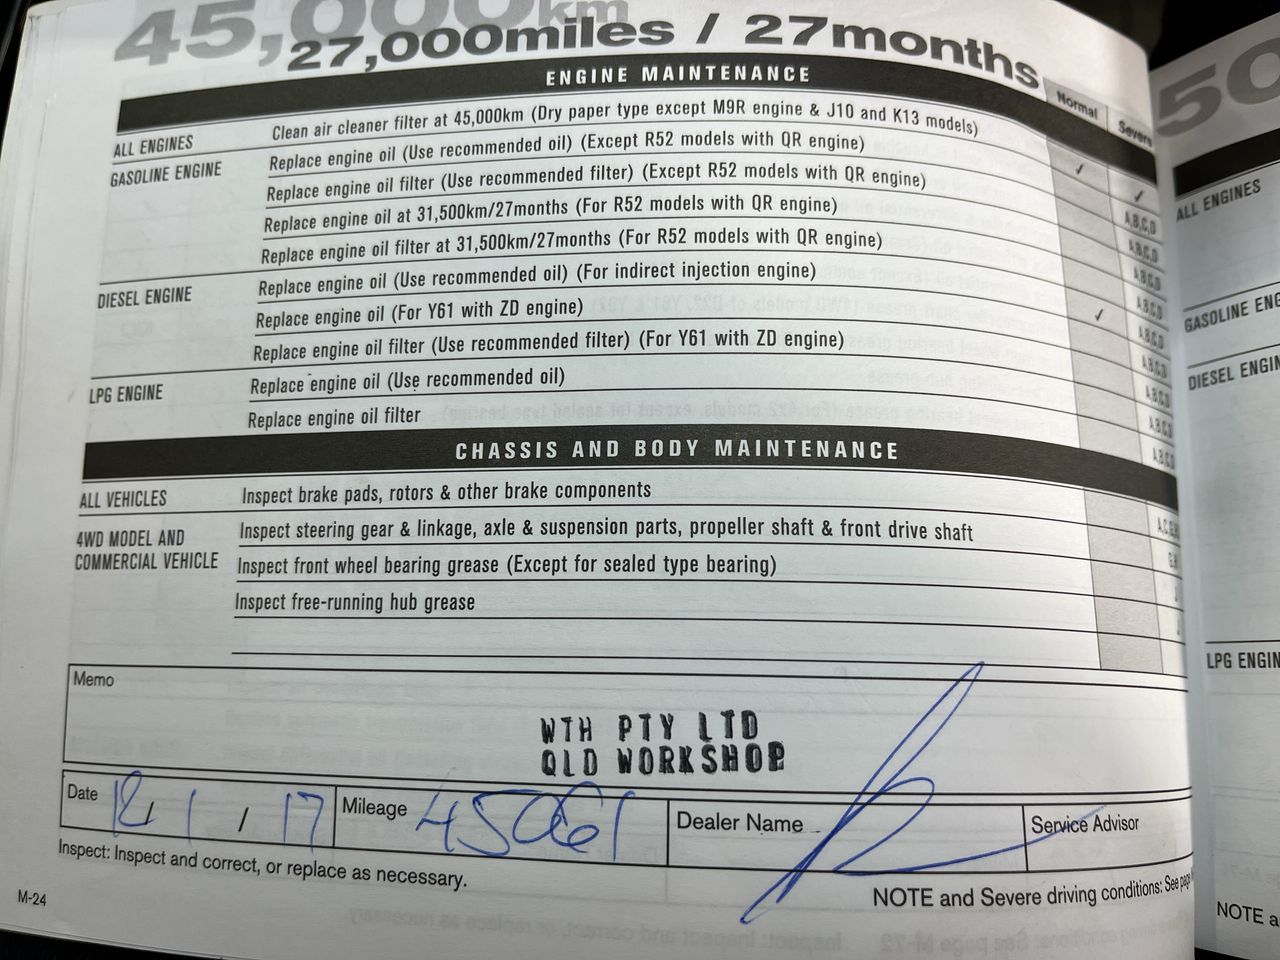 45,000km
27,000miles / 27months
ENGINE MAINTENANCE
Normal Severe
ALL ENGINES Clean air cleaner filter at 45,000km (Dry paper type except M9R engine & J10 and K13 models) ✓ ✓
GASOLINE ENGINE Replace engine oil (Use recommended oil) (Except R52 models with QR engine) A,B,C,D
Replace engine oil filter (Use recommended filter) (Except R52 models with QR engine) A,B,C,D
Replace engine oil at 31,500km/27months (For R52 models with QR engine) A,B,C,D
Replace engine oil filter at 31,500km/27months (For R52 models with QR engine) A,B,C,D
DIESEL ENGINE Replace engine oil (Use recommended oil) (For indirect injection engine) ✓ A,B,C,D
Replace engine oil (For Y61 with ZD engine) A,B,C,D
Replace engine oil filter (Use recommended filter) (For Y61 with ZD engine) A,B,C,D
LPG ENGINE Replace engine oil (Use recommended oil) A,B,C,D
Replace engine oil filter A,B,C,D
CHASSIS AND BODY MAINTENANCE
ALL VEHICLES Inspect brake pads, rotors & other brake components
4WD MODEL AND
COMMERCIAL VEHICLE
Inspect steering gear & linkage, axle & suspension parts, propeller shaft & front drive shaft
Inspect front wheel bearing grease (Except for sealed type bearing)
Inspect free-running hub grease
Memo
WTH PTY LTD
QLD WORKSHOP
Date / 1 / 17 Mileage 45061 Dealer Name Service Advisor
Inspect: Inspect and correct, or replace as necessary.
NOTE and Severe driving conditions: See page
M-24
50
ALL ENGINES
GASOLINE ENG
DIESEL ENGIN
LPG ENGIN
NOTE a